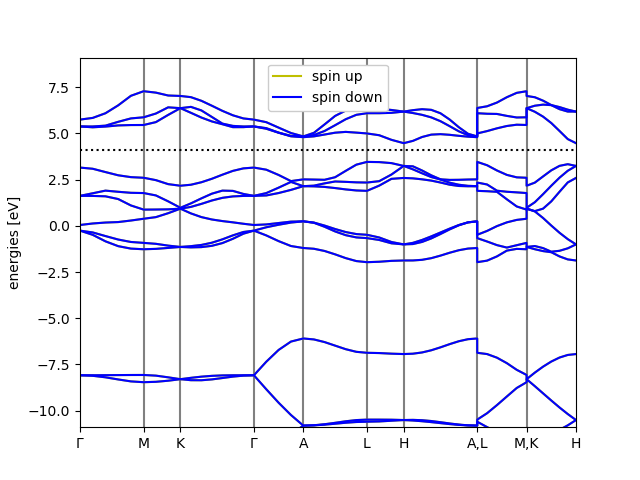 spin up
spin down
energies [eV]
7.5
5.0
2.5
0.0
−2.5
−5.0
−7.5
−10.0
Γ M K Γ A L H A,L M,K H